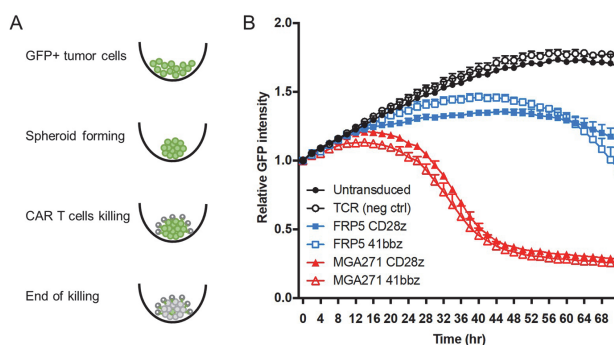 A
GFP+ tumor cells
Spheroid forming
CAR T cells killing
End of killing
B
Relative GFP intensity
2.0
1.5
1.0
0.5
0.0
Untransduced
TCR (neg ctrl)
FRP5 CD28z
FRP5 41bbz
MGA271 CD28z
MGA271 41bbz
0 4 8 12 16 20 24 28 32 36 40 44 48 52 56 60 64 68
Time (hr)